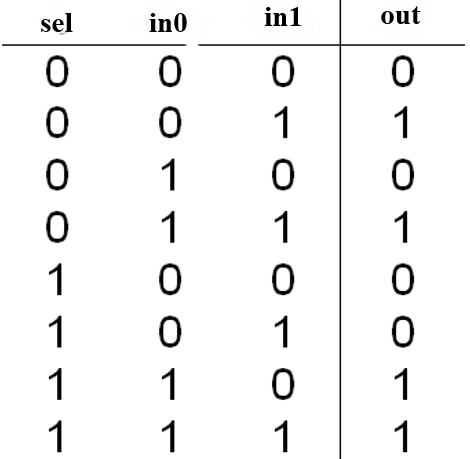 sel in0 in1 out
0 0 0 0
0 0 1 1
0 1 0 0
0 1 1 1
1 0 0 0
1 0 1 0
1 1 0 1
1 1 1 1